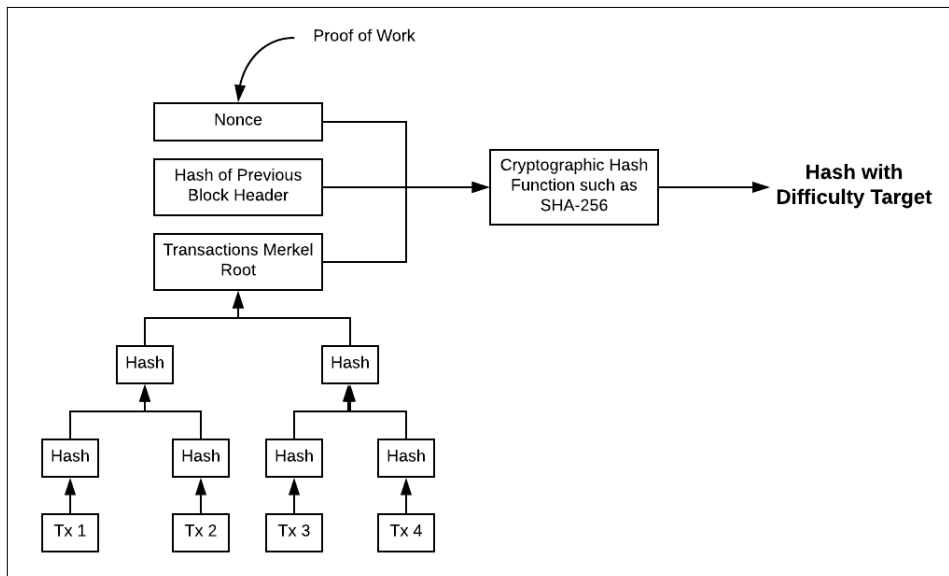 Proof of Work
Nonce
Hash of Previous
Block Header
Transactions Merkel
Root
Cryptographic Hash
Function such as
SHA-256
Hash with
Difficulty Target
Hash
Hash
Hash
Hash
Hash
Hash
Tx 1
Tx 2
Tx 3
Tx 4